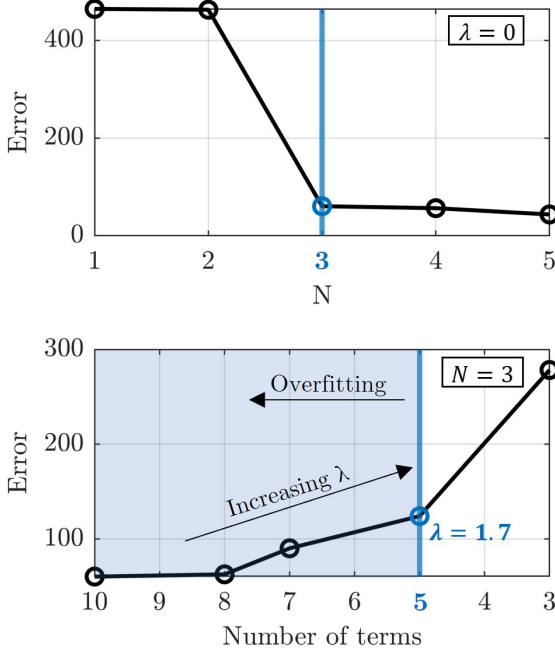 λ = 0
Error
400
200
0
1 2 3 4 5
N
N = 3
Overfitting
Increasing λ
λ = 1.7
Error
300
200
100
10 9 8 7 6 5 4 3
Number of terms